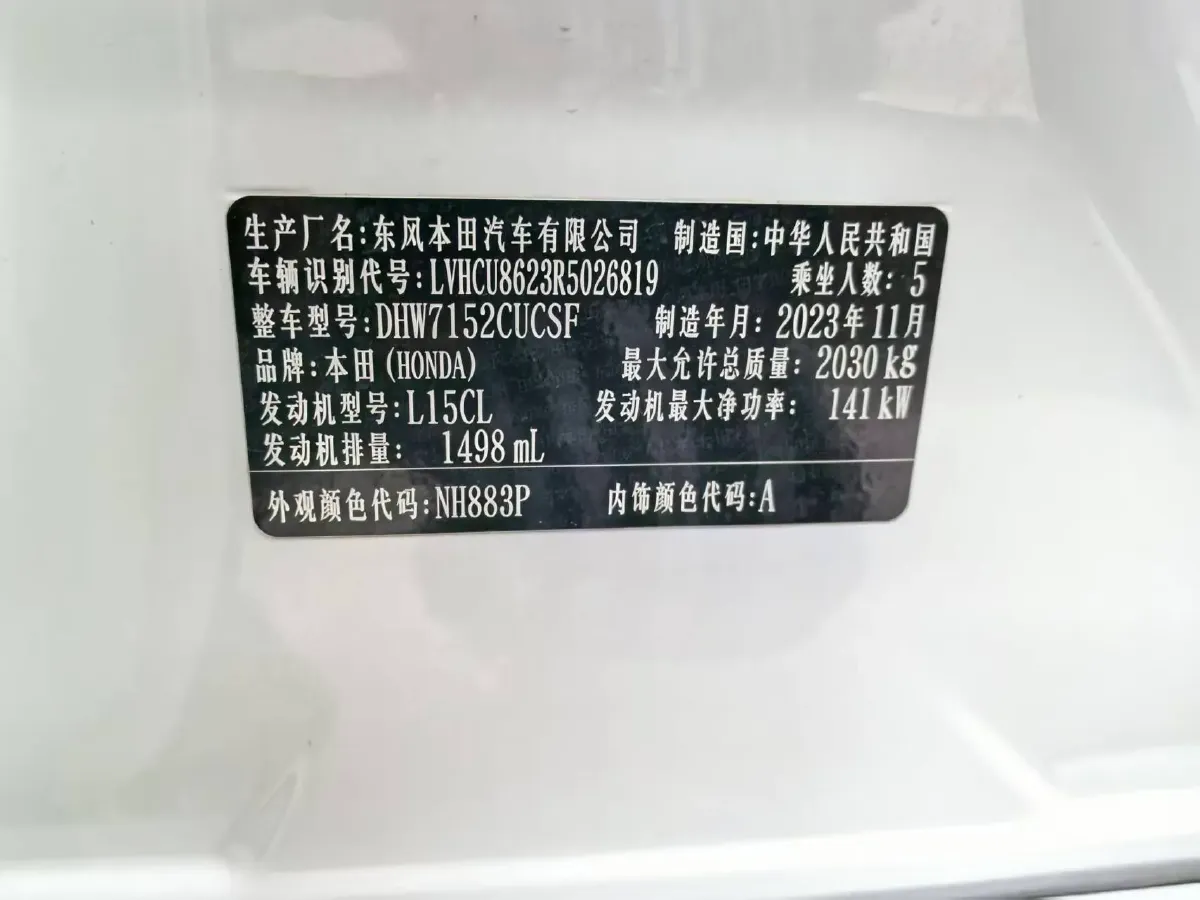 生产厂名:东风本田汽车有限公司 制造国:中华人民共和国
车辆识别代号:LVHCU8623R5026819 乘坐人数:5
整车型号:DHW7152CUCSF 制造年月:2023年11月
品牌:本田(HONDA) 最大允许总质量:2030kg
发动机型号:L15CL 发动机最大净功率: 141kW
发动机排量: 1498mL
外观颜色代码:NH883P 内饰颜色代码:A